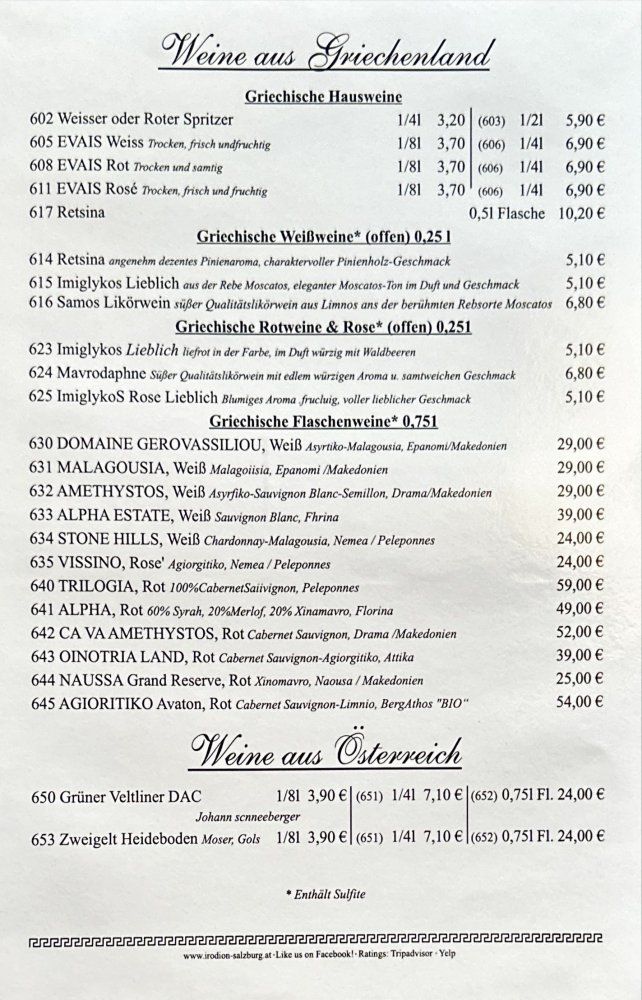 Weine aus Griechenland
Griechische Hausweine
602 Weisser oder Roter Spritzer 1/4l 3,20 (603) 1/2l 5,90 €
605 EVAIS Weiss Trocken, frisch undfruchtig 1/8l 3,70 (606) 1/4l 6,90 €
608 EVAIS Rot Trocken und samtig 1/8l 3,70 (606) 1/4l 6,90 €
611 EVAIS Rosé Trocken, frisch und fruchtig 1/8l 3,70 (606) 1/4l 6,90 €
617 Retsina 0,5l Flasche 10,20 €
Griechische Weißweine* (offen) 0,25 l
614 Retsina angenehm dezentes Pinienaroma, charaktervoller Pinienholz-Geschmack 5,10 €
615 Imiglykos Lieblich aus der Rebe Moscatos, eleganter Moscatos-Ton im Duft und Geschmack 5,10 €
616 Samos Likörwein süßer Qualitätslikörwein aus Limnos ans der berühmten Rebsorte Moscatos 6,80 €
Griechische Rotweine & Rose* (offen) 0,251
623 Imiglykos Lieblich liefrot in der Farbe, im Duft würzig mit Waldbeeren 5,10 €
624 Mavrodaphne Süßer Qualitätslikörwein mit edlem würzigen Aroma u. samtweichen Geschmack 6,80 €
625 ImiglykoS Rose Lieblich Blumiges Aroma ,frucluig, voller lieblicher Geschmack 5,10 €
Griechische Flaschenweine* 0,751
630 DOMAINE GEROVASSILIOU, Weiß Asyrtiko-Malagousia, Epanomi/Makedonien 29,00 €
631 MALAGOUSIA, Weiß Malagoiisia, Epanomi /Makedonien 29,00 €
632 AMETHYSTOS, Weiß Asyrfiko-Sauvignon Blanc-Semillon, Drama/Makedonien 29,00 €
633 ALPHA ESTATE, Weiß Sauvignon Blanc, Fhrina 39,00 €
634 STONE HILLS, Weiß Chardonnay-Malagousia, Nemea / Peleponnes 24,00 €
635 VISSINO, Rose' Agiorgitiko, Nemea / Peleponnes 24,00 €
640 TRILOGIA, Rot 100%CabernetSaiivignon, Peleponnes 59,00 €
641 ALPHA, Rot 60% Syrah, 20%Merlof, 20% Xinamavro, Florina 49,00 €
642 CA VA AMETHYSTOS, Rot Cabernet Sauvignon, Drama /Makedonien 52,00 €
643 OINOTRIA LAND, Rot Cabernet Sauvignon-Agiorgitiko, Attika 39,00 €
644 NAUSSA Grand Reserve, Rot Xinomavro, Naousa / Makedonien 25,00 €
645 AGIORITIKO Avaton, Rot Cabernet Sauvignon-Limnio, BergAthos "BIO" 54,00 €
Weine aus Österreich
650 Grüner Veltliner DAC 1/8l 3,90 € (651) 1/4l 7,10 € (652) 0,75l Fl. 24,00 €
Johann scnneeberger
653 Zweigelt Heideboden Moser, Gols 1/8l 3,90 € (651) 1/4l 7,10 € (652) 0,75l Fl. 24,00 €
* Enthält Sulfite
www.irodion-salzburg.at·Like us on Facebook!·Ratings: Tripadvisor · Yelp